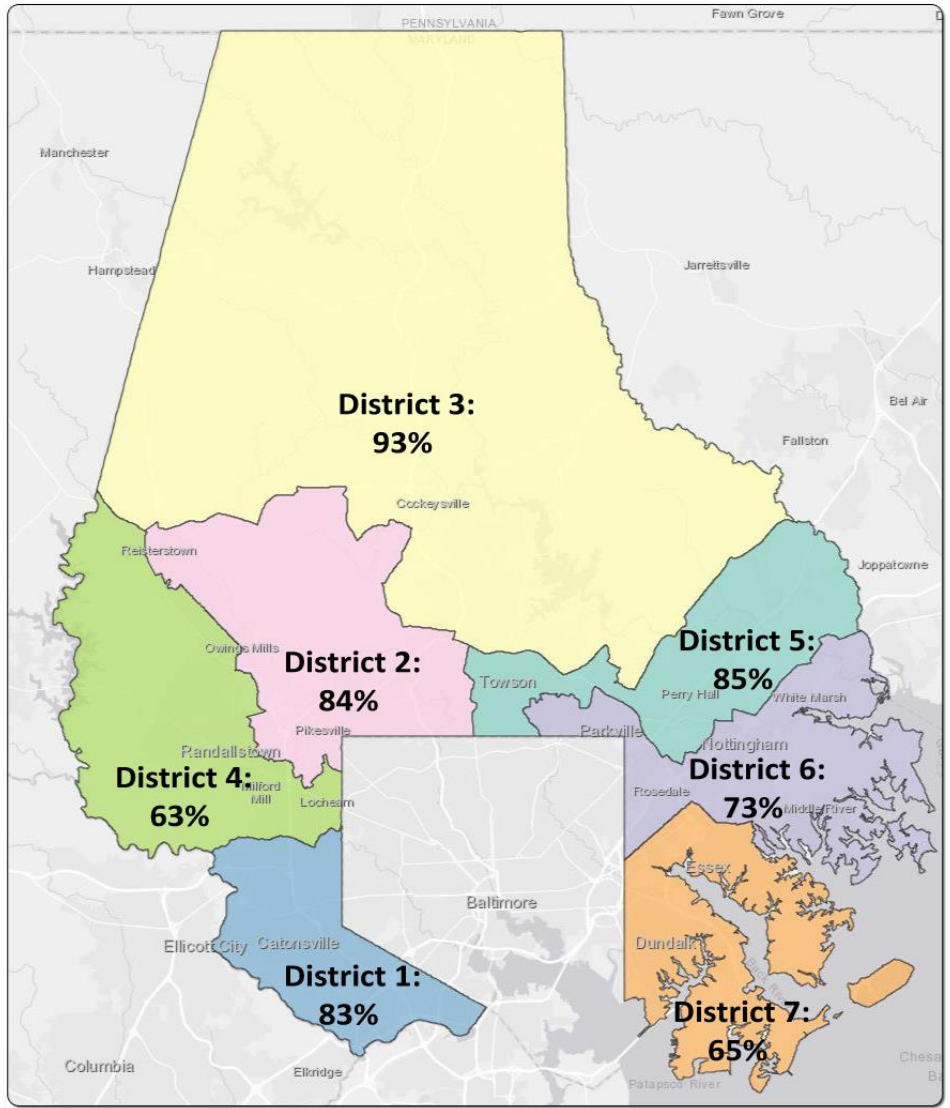 Fawn Grove
PENNSYLVANIA
MARYLAND
Manchester
Hampstead
Jarrettsville
Bel Air
District 3:
93%
Fallston
Cockeysville
Reisterstown
Joppatowne
Owings Mills
District 2:
84%
District 5:
85%
Towson
Perry Hall
White Marsh
Pikesville
Parkville
Nottingham
Randallstown
District 4:
63%
Milford
Mill
Lochearn
District 6:
73%
Rosedale
Middle River
Essex
Baltimore
Ellicott City
Catonsville
Dundalk
District 1:
83%
Back River
District 7:
65%
Columbia
Elkridge
Patapsco River